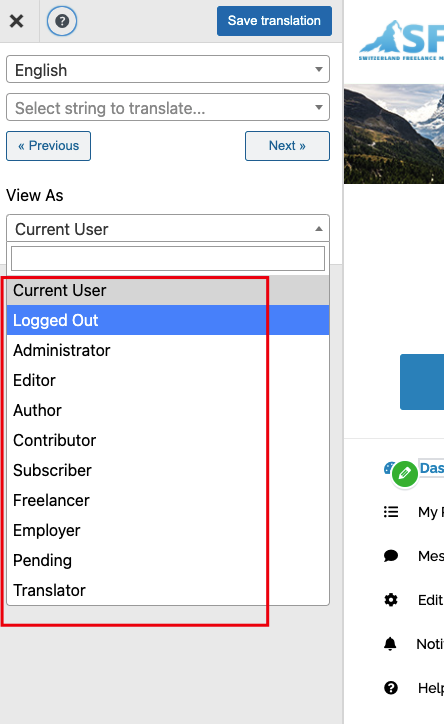 Save translation
English
Select string to translate...
« Previous
Next »
View As
Current User
Current User
Logged Out
Administrator
Editor
Author
Contributor
Subscriber
Freelancer
Employer
Pending
Translator
SF
SWITZERLAND FREELANCE M
Das
My
Mes
Edit
Noti
Help